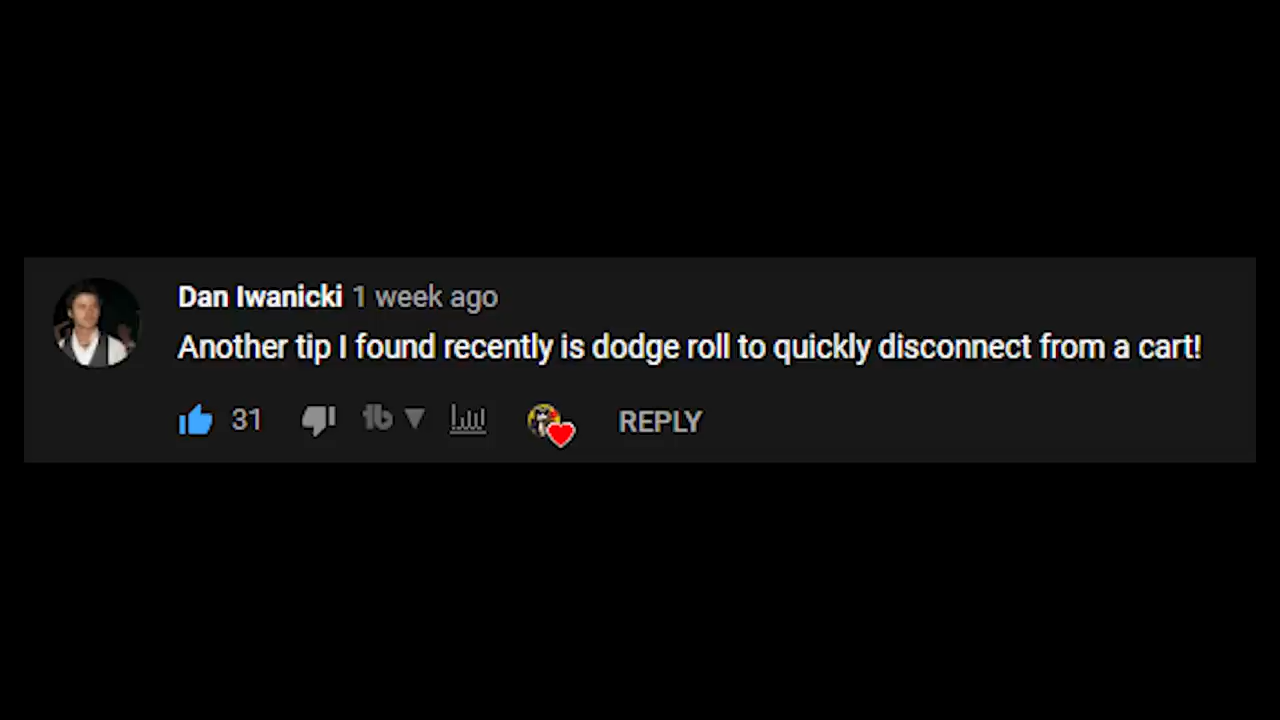 Dan Iwanicki 1 week ago
Another tip I found recently is dodge roll to quickly disconnect from a cart!
31 tb REPLY